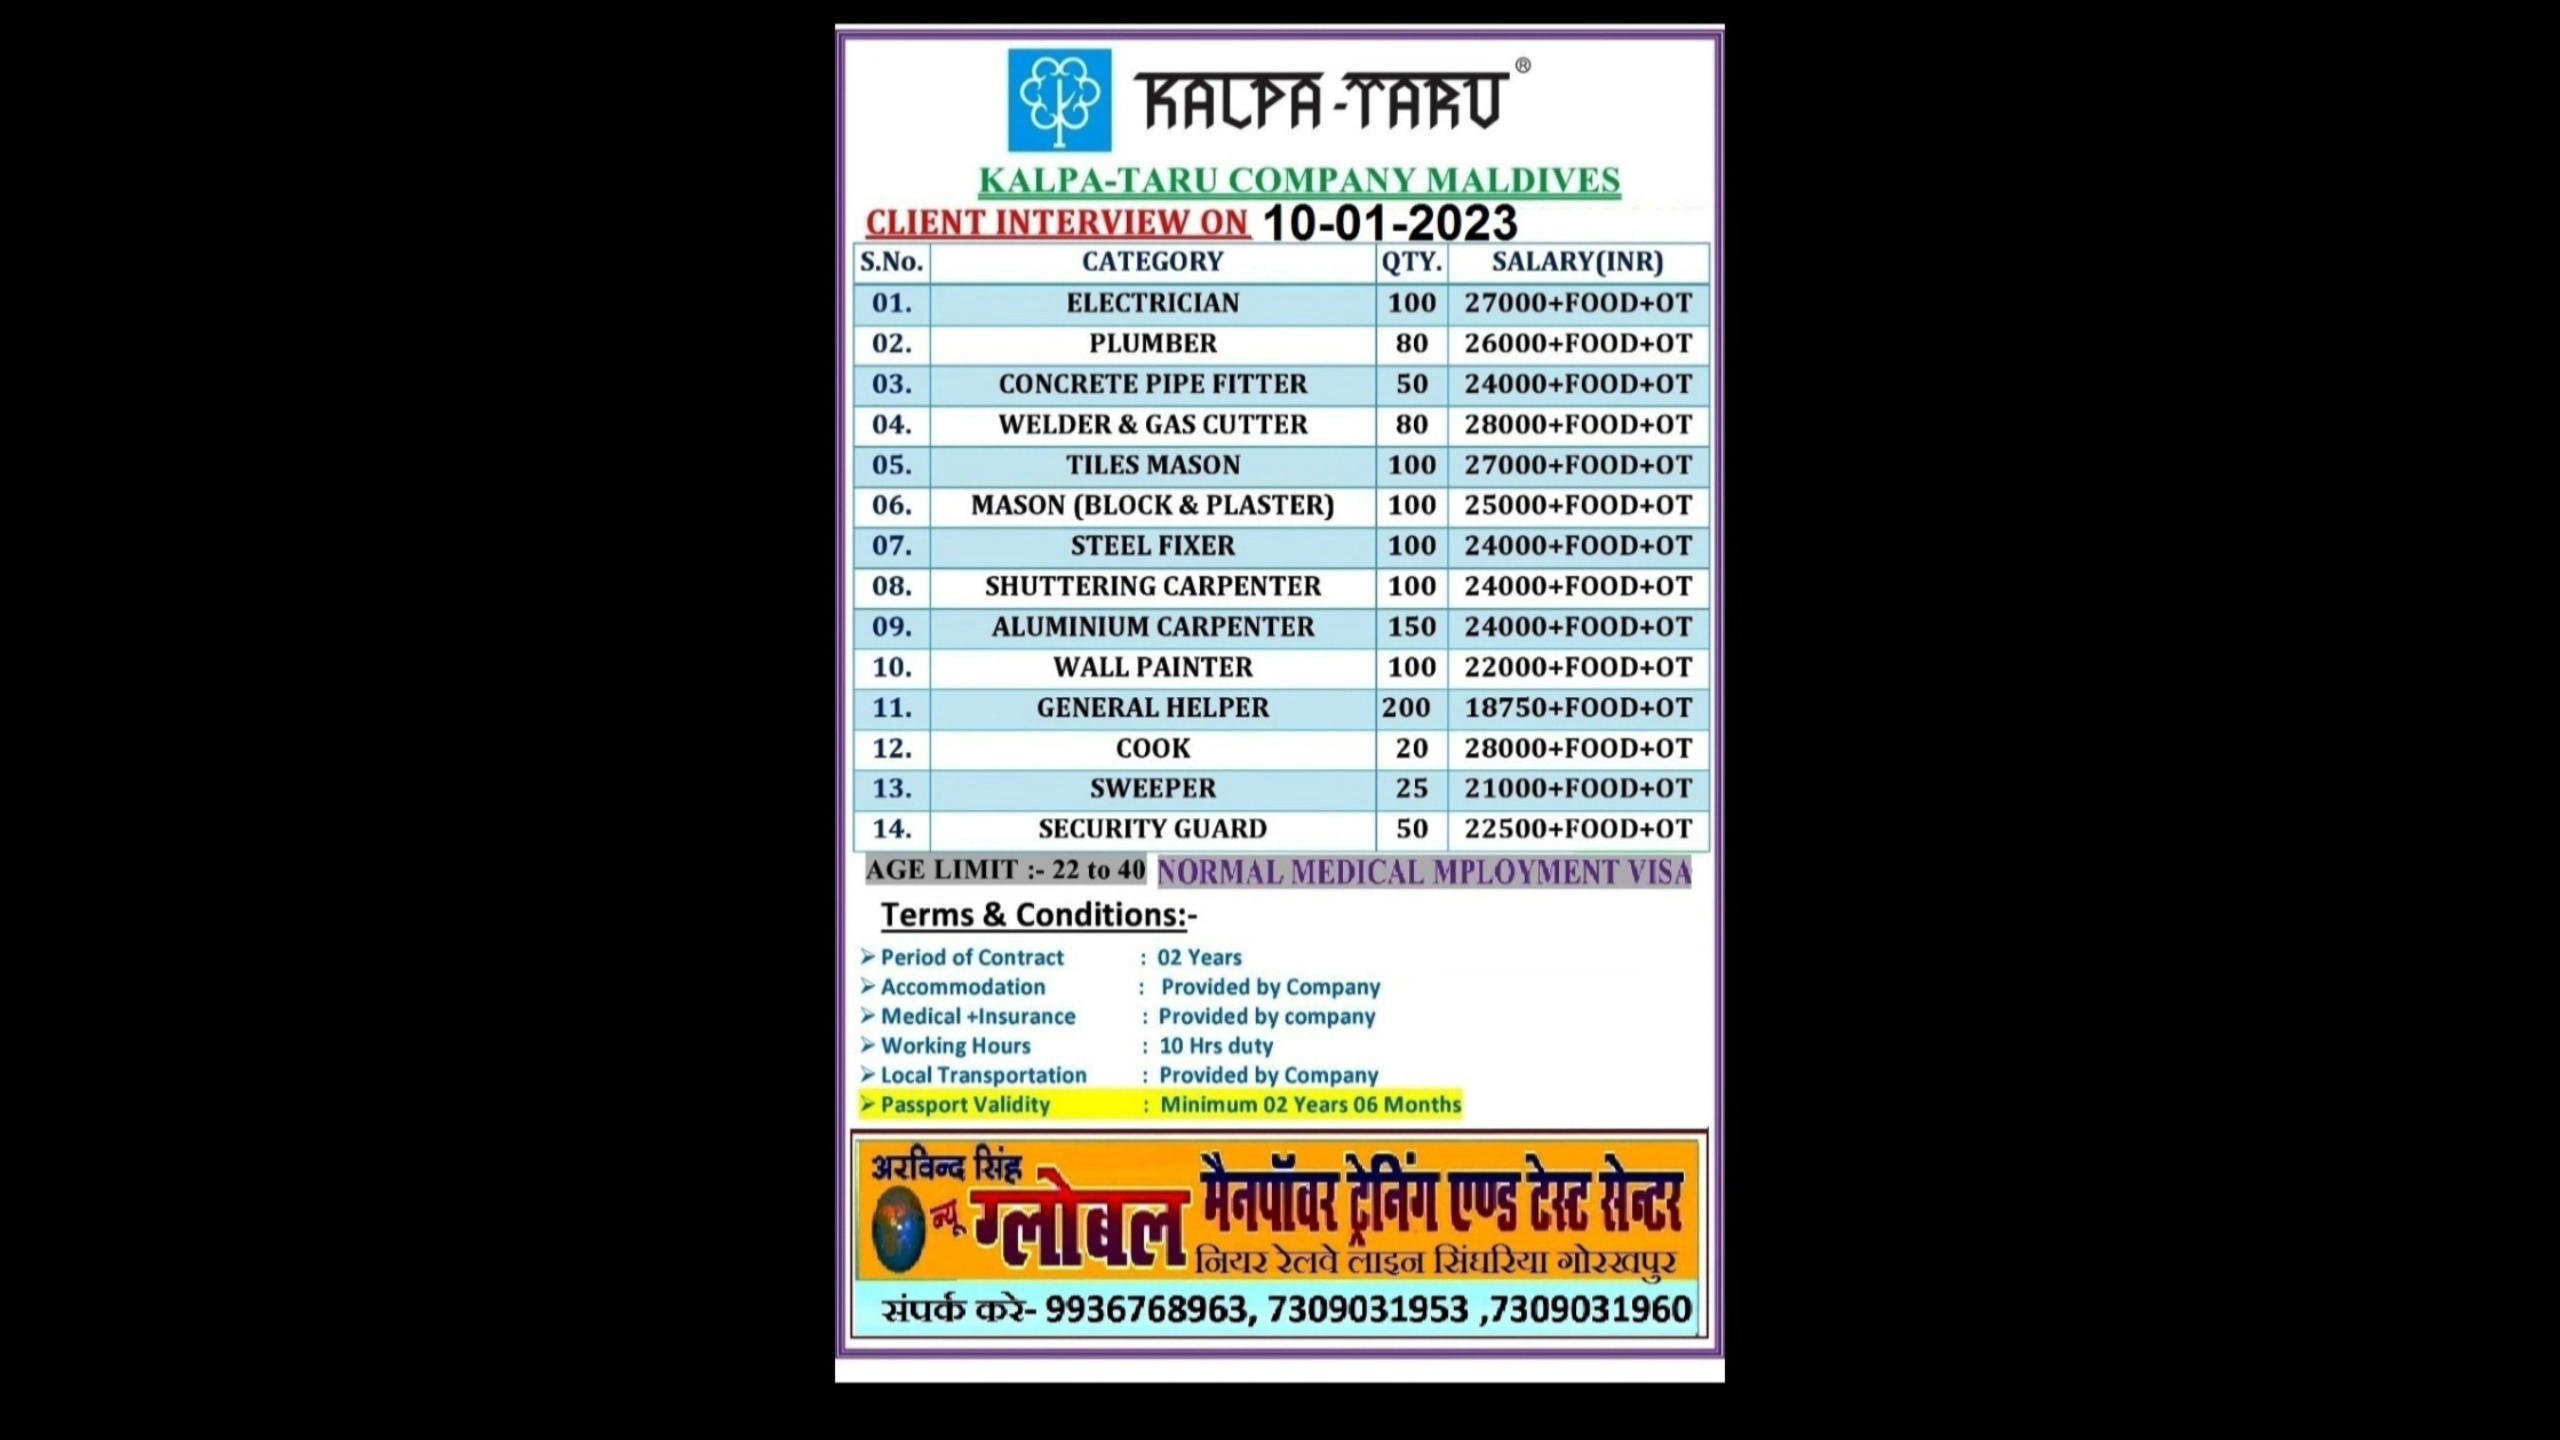 KALPA-TARU®
KALPA-TARU COMPANY MALDIVES
CLIENT INTERVIEW ON 10-01-2023
S.No. CATEGORY QTY. SALARY(INR)
01. ELECTRICIAN 100 27000+FOOD+OT
02. PLUMBER 80 26000+FOOD+OT
03. CONCRETE PIPE FITTER 50 24000+FOOD+OT
04. WELDER & GAS CUTTER 80 28000+FOOD+OT
05. TILES MASON 100 27000+FOOD+OT
06. MASON (BLOCK & PLASTER) 100 25000+FOOD+OT
07. STEEL FIXER 100 24000+FOOD+OT
08. SHUTTERING CARPENTER 100 24000+FOOD+OT
09. ALUMINIUM CARPENTER 150 24000+FOOD+OT
10. WALL PAINTER 100 22000+FOOD+OT
11. GENERAL HELPER 200 18750+FOOD+OT
12. COOK 20 28000+FOOD+OT
13. SWEEPER 25 21000+FOOD+OT
14. SECURITY GUARD 50 22500+FOOD+OT
AGE LIMIT :- 22 to 40 NORMAL MEDICAL MPLOYMENT VISA
Terms & Conditions:-
➢ Period of Contract : 02 Years
➢ Accommodation : Provided by Company
➢ Medical +Insurance : Provided by company
➢ Working Hours : 10 Hrs duty
➢ Local Transportation : Provided by Company
➢ Passport Validity : Minimum 02 Years 06 Months
अरविन्द सिंह
न्यू ग्लोबल मैनपॉवर ट्रेनिंग एण्ड टेस्ट सेन्टर
नियर रेलवे लाइन सिंघरिया गोरखपुर
संपर्क करे- 9936768963, 7309031953 ,7309031960